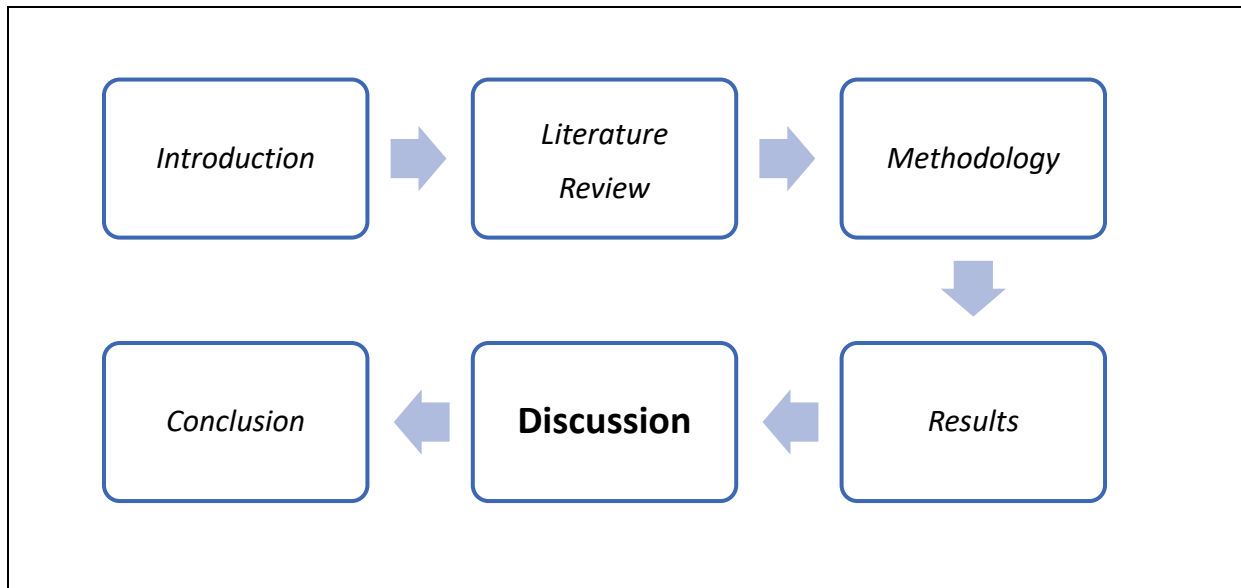 Introduction
Literature
Review
Methodology
Results
Discussion
Conclusion